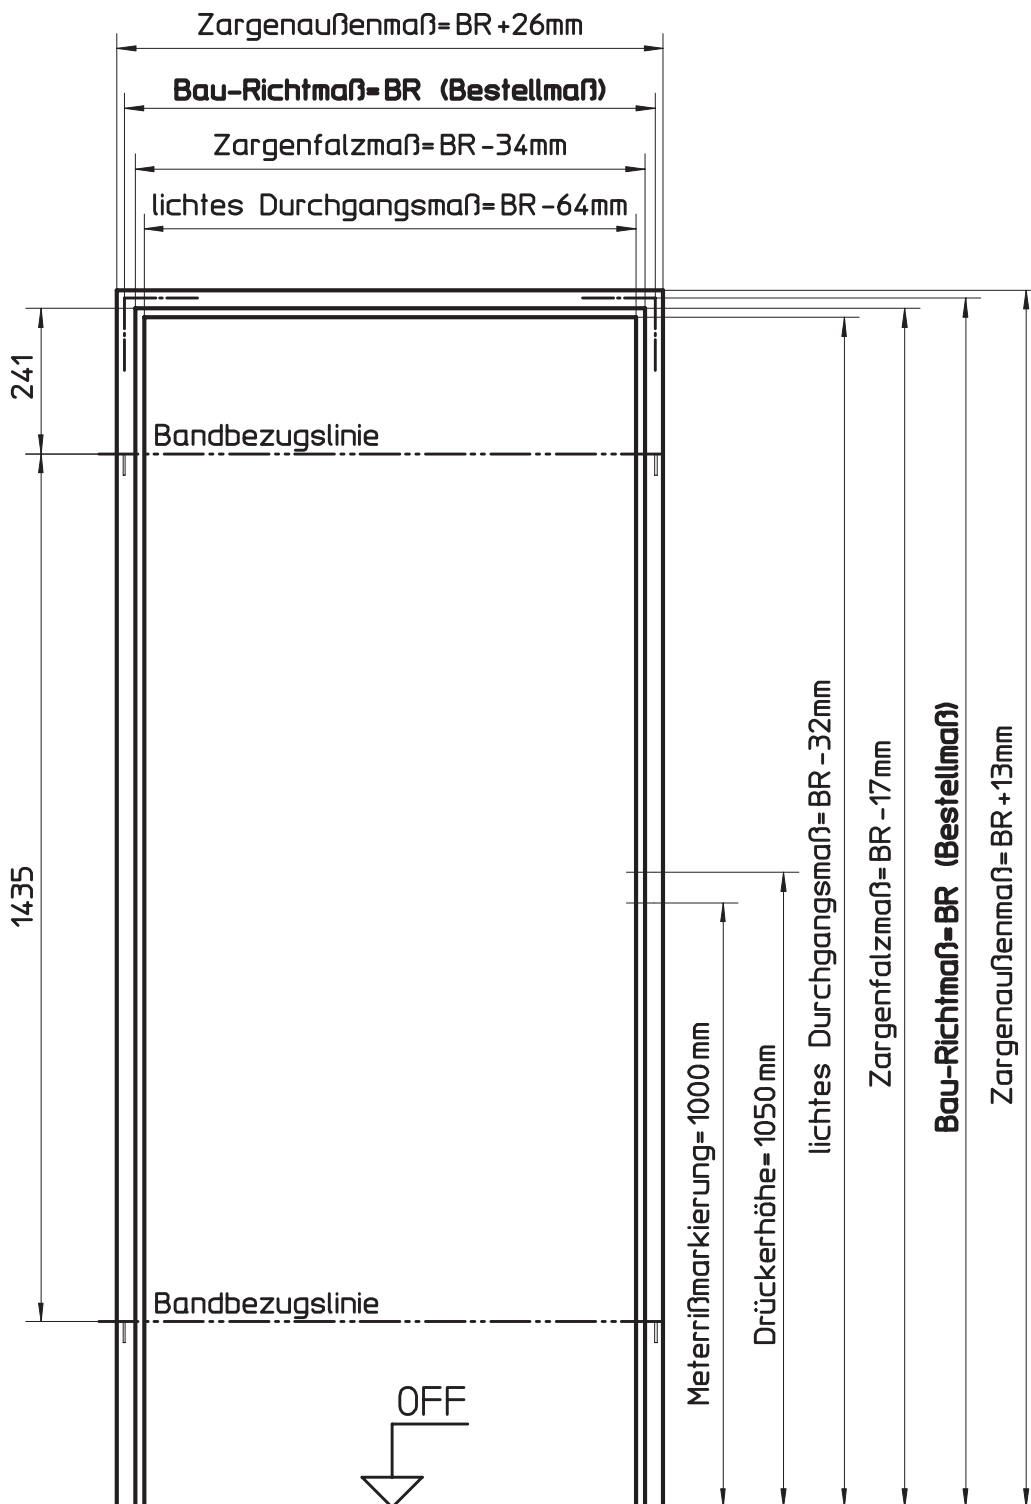 Zargenaußenmaß=BR+26mm
Bau-Richtmaß=BR (Bestellmaß)
Zargenfalzmaß=BR-34mm
lichtes Durchgangsmaß=BR-64mm
241
Bandbezugslinie
1435
lichtes Durchgangsmaß=BR-32mm
Zargenfalzmaß=BR-17mm
Bau-Richtmaß=BR (Bestellmaß)
Zargenaußenmaß=BR+13mm
Meterrißmarkierung=1000mm
Drückerhöhe=1050mm
Bandbezugslinie
OFF